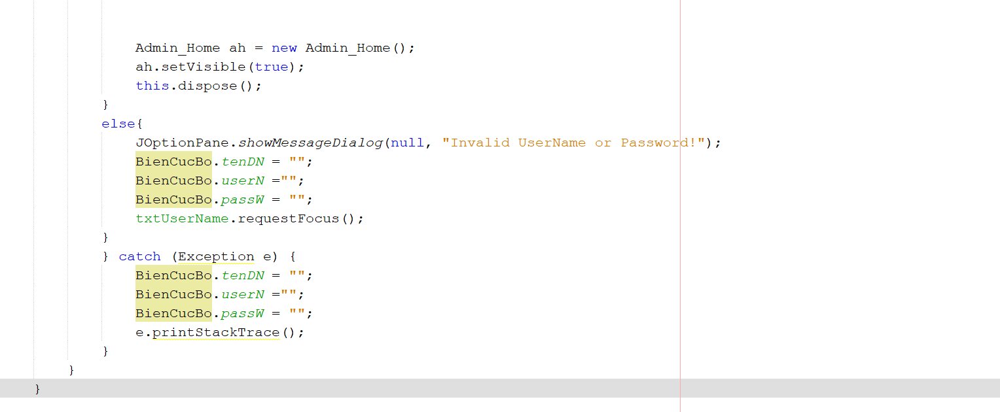 Admin_Home ah = new Admin_Home();
ah.setVisible(true);
this.dispose();
}
else{
JOptionPane.showMessageDialog(null, "Invalid UserName or Password!");
BienCucBo.tenDN = "";
BienCucBo.userN ="";
BienCucBo.passW = "";
txtUserName.requestFocus();
}
} catch (Exception e) {
BienCucBo.tenDN = "";
BienCucBo.userN ="";
BienCucBo.passW = "";
e.printStackTrace();
}
}
}